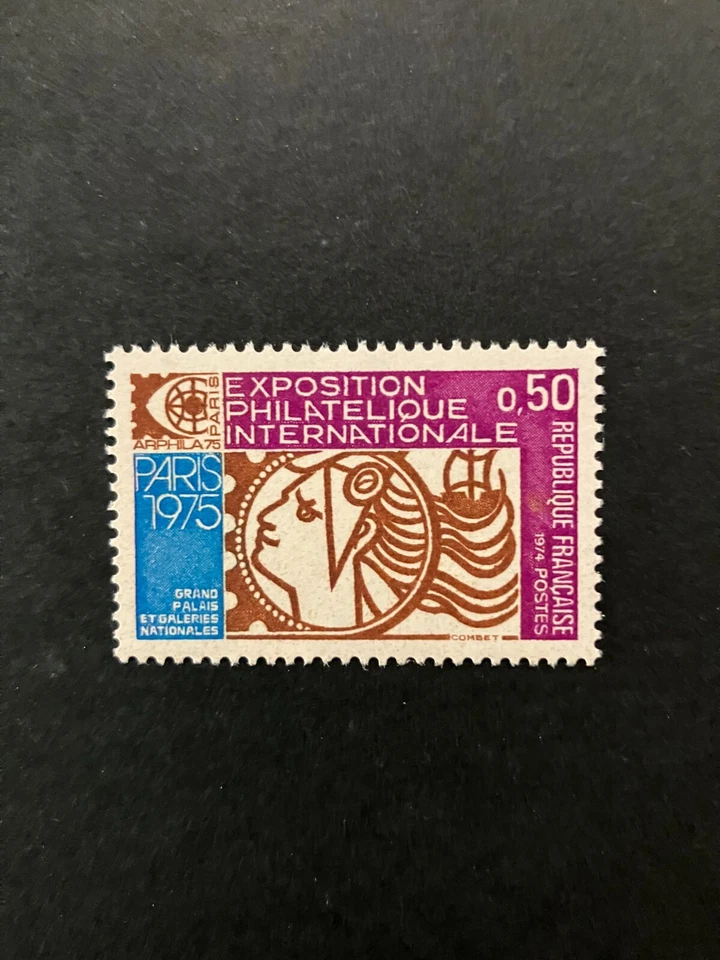 ARPHILA 75
PARIS
EXPOSITION
PHILATELIQUE
INTERNATIONALE
0,50
PARIS
1975
GRAND
PALAIS
ET GALERIES
NATIONALES
REPUBLIQUE FRANÇAISE
1974 POSTES
COMBET